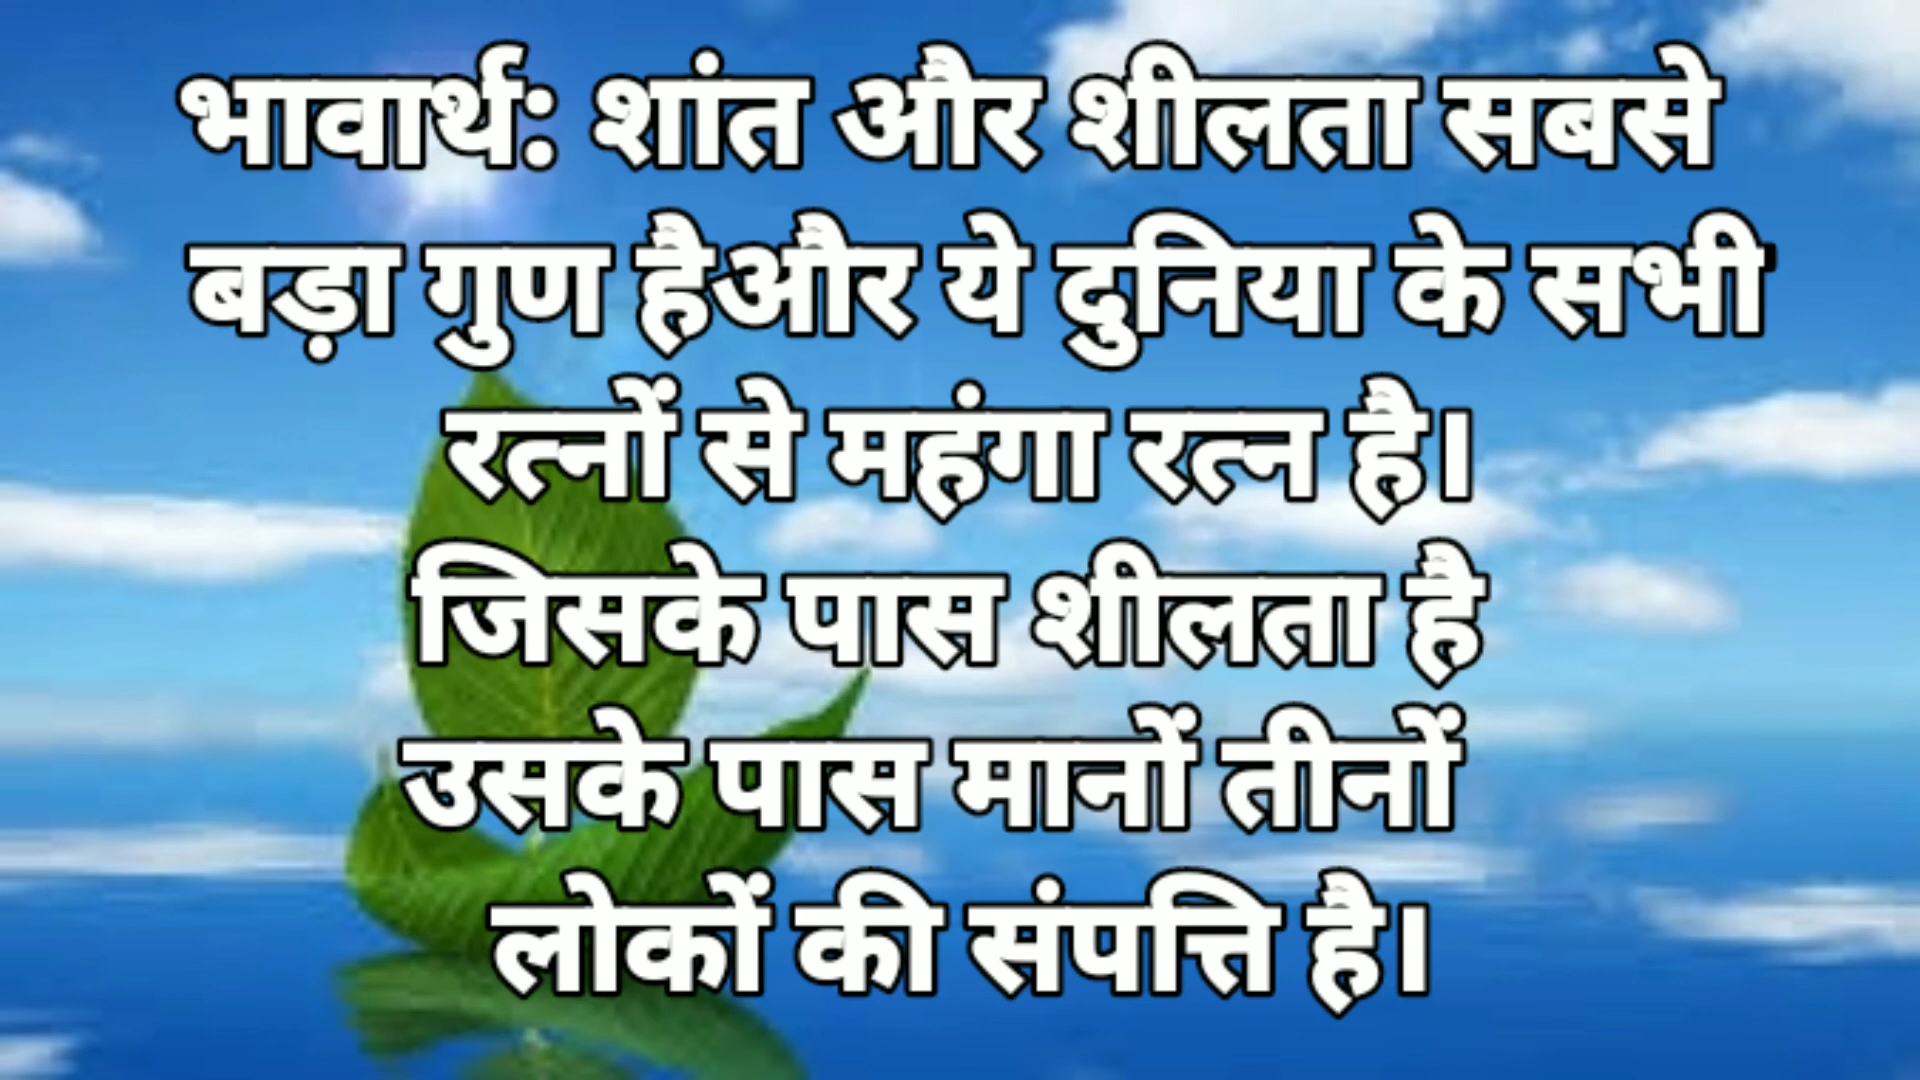 भावार्थ: शांत और शीलता सबसे
बड़ा गुण हैऔर ये दुनिया के सभी
रत्नों से महंगा रत्न है।
जिसके पास शीलता है
उसके पास मानों तीनों
लोकों की संपत्ति है।